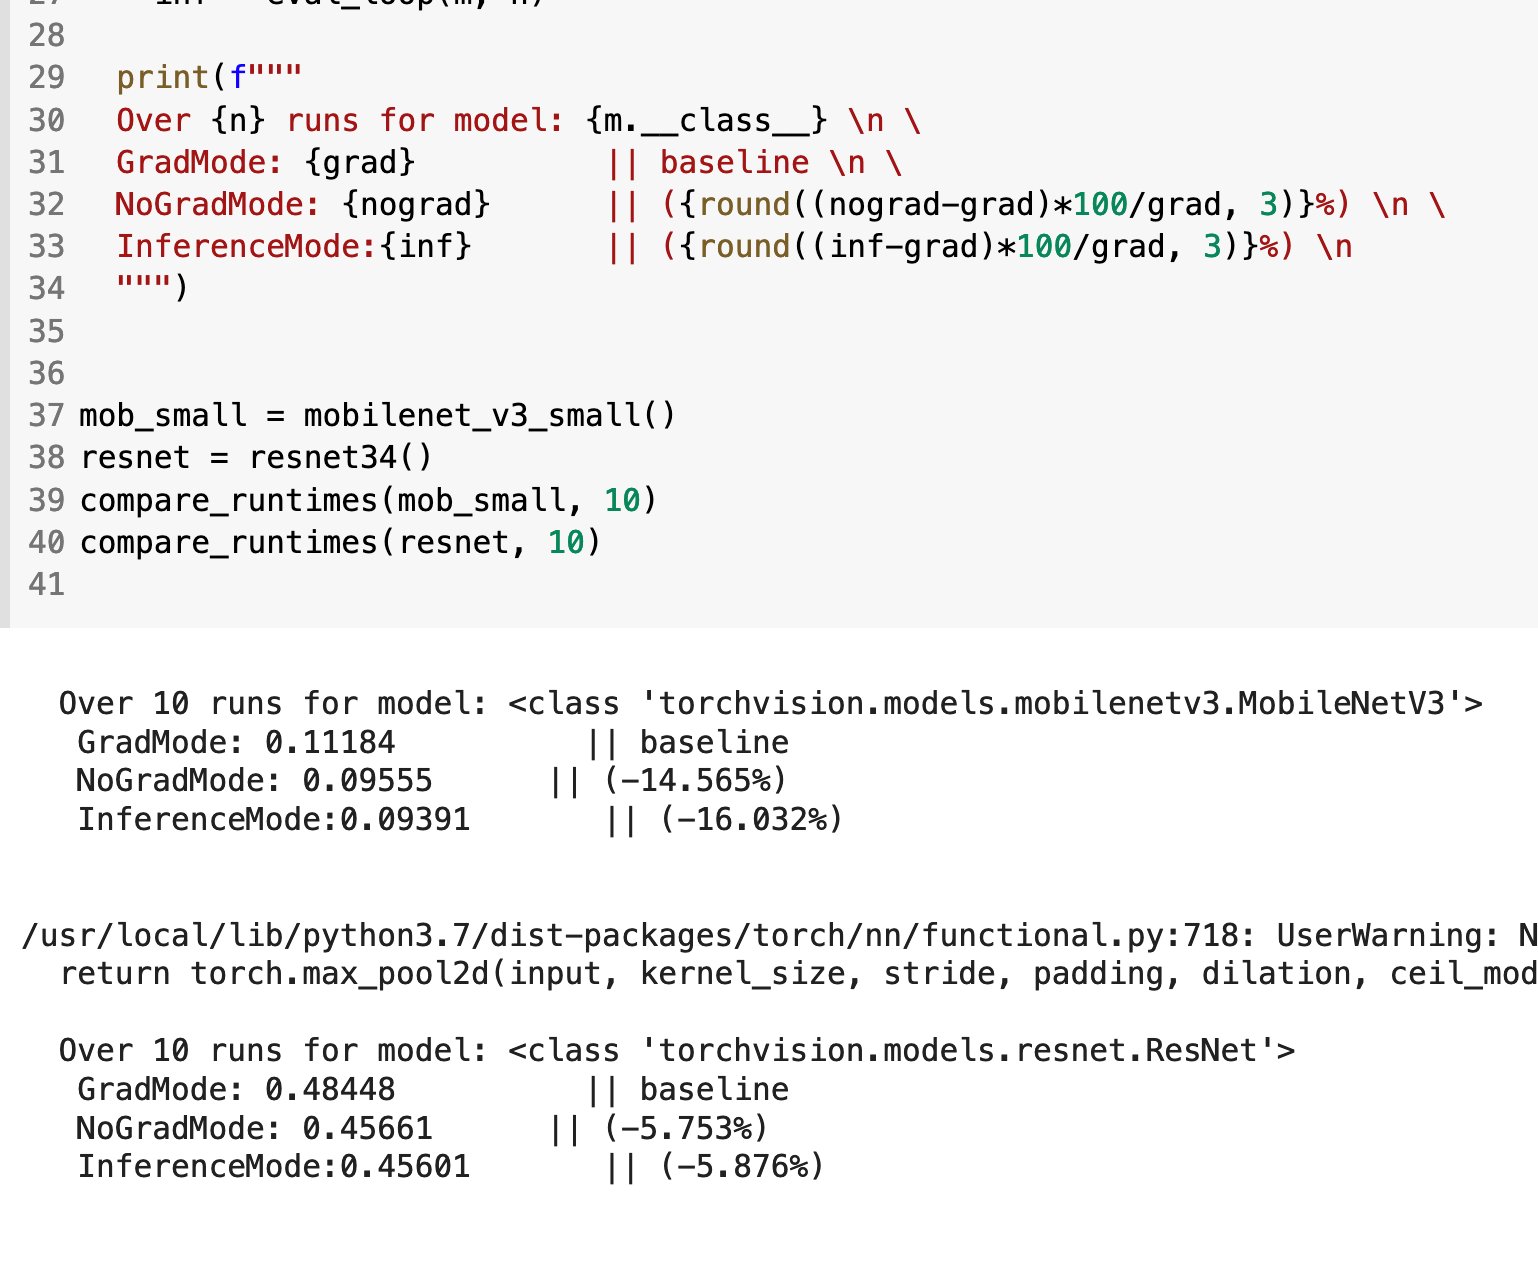 28
29 print(f"""
30 Over {n} runs for model: {m.__class__} \n \
31 GradMode: {grad} || baseline \n \
32 NoGradMode: {nograd} || ({round((nograd-grad)*100/grad, 3)}%) \n \
33 InferenceMode:{inf} || ({round((inf-grad)*100/grad, 3)}%) \n
34 """)
35
36
37 mob_small = mobilenet_v3_small()
38 resnet = resnet34()
39 compare_runtimes(mob_small, 10)
40 compare_runtimes(resnet, 10)
41
Over 10 runs for model: <class 'torchvision.models.mobilenetv3.MobileNetV3'>
GradMode: 0.11184 || baseline
NoGradMode: 0.09555 || (-14.565%)
InferenceMode:0.09391 || (-16.032%)
/usr/local/lib/python3.7/dist-packages/torch/nn/functional.py:718: UserWarning: N
return torch.max_pool2d(input, kernel_size, stride, padding, dilation, ceil_mod
Over 10 runs for model: <class 'torchvision.models.resnet.ResNet'>
GradMode: 0.48448 || baseline
NoGradMode: 0.45661 || (-5.753%)
InferenceMode:0.45601 || (-5.876%)